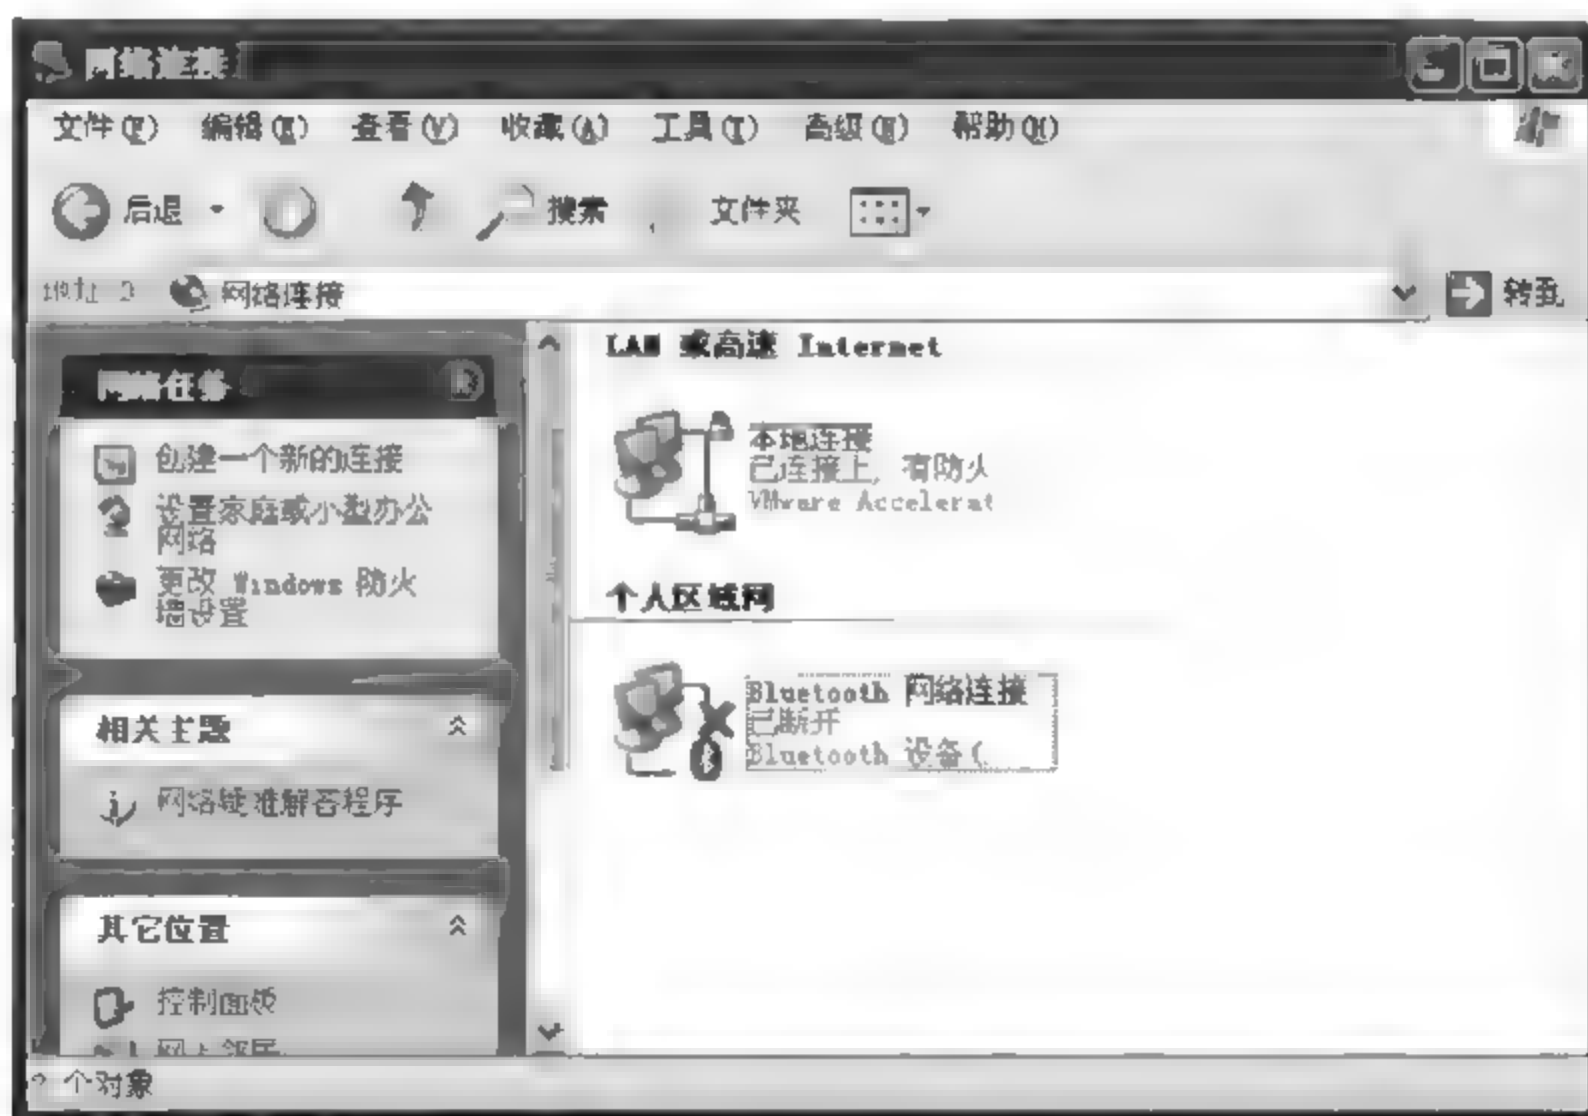 网络连接
文件(F) 编辑(E) 查看(V) 收藏(A) 工具(T) 高级(N) 帮助(H)
后退 搜索 文件夹
地址 网络连接 转到
网络任务
创建一个新的连接
设置家庭或小型办公
网络
更改 Windows 防火
墙设置
相关主题
网络疑难解答程序
其它位置
控制面板
网上邻居
LAN 或高速 Internet
本地连接
已连接上, 有防火
VMware Accelerat
个人区域网
Bluetooth 网络连接
已断开
Bluetooth 设备(
个对象